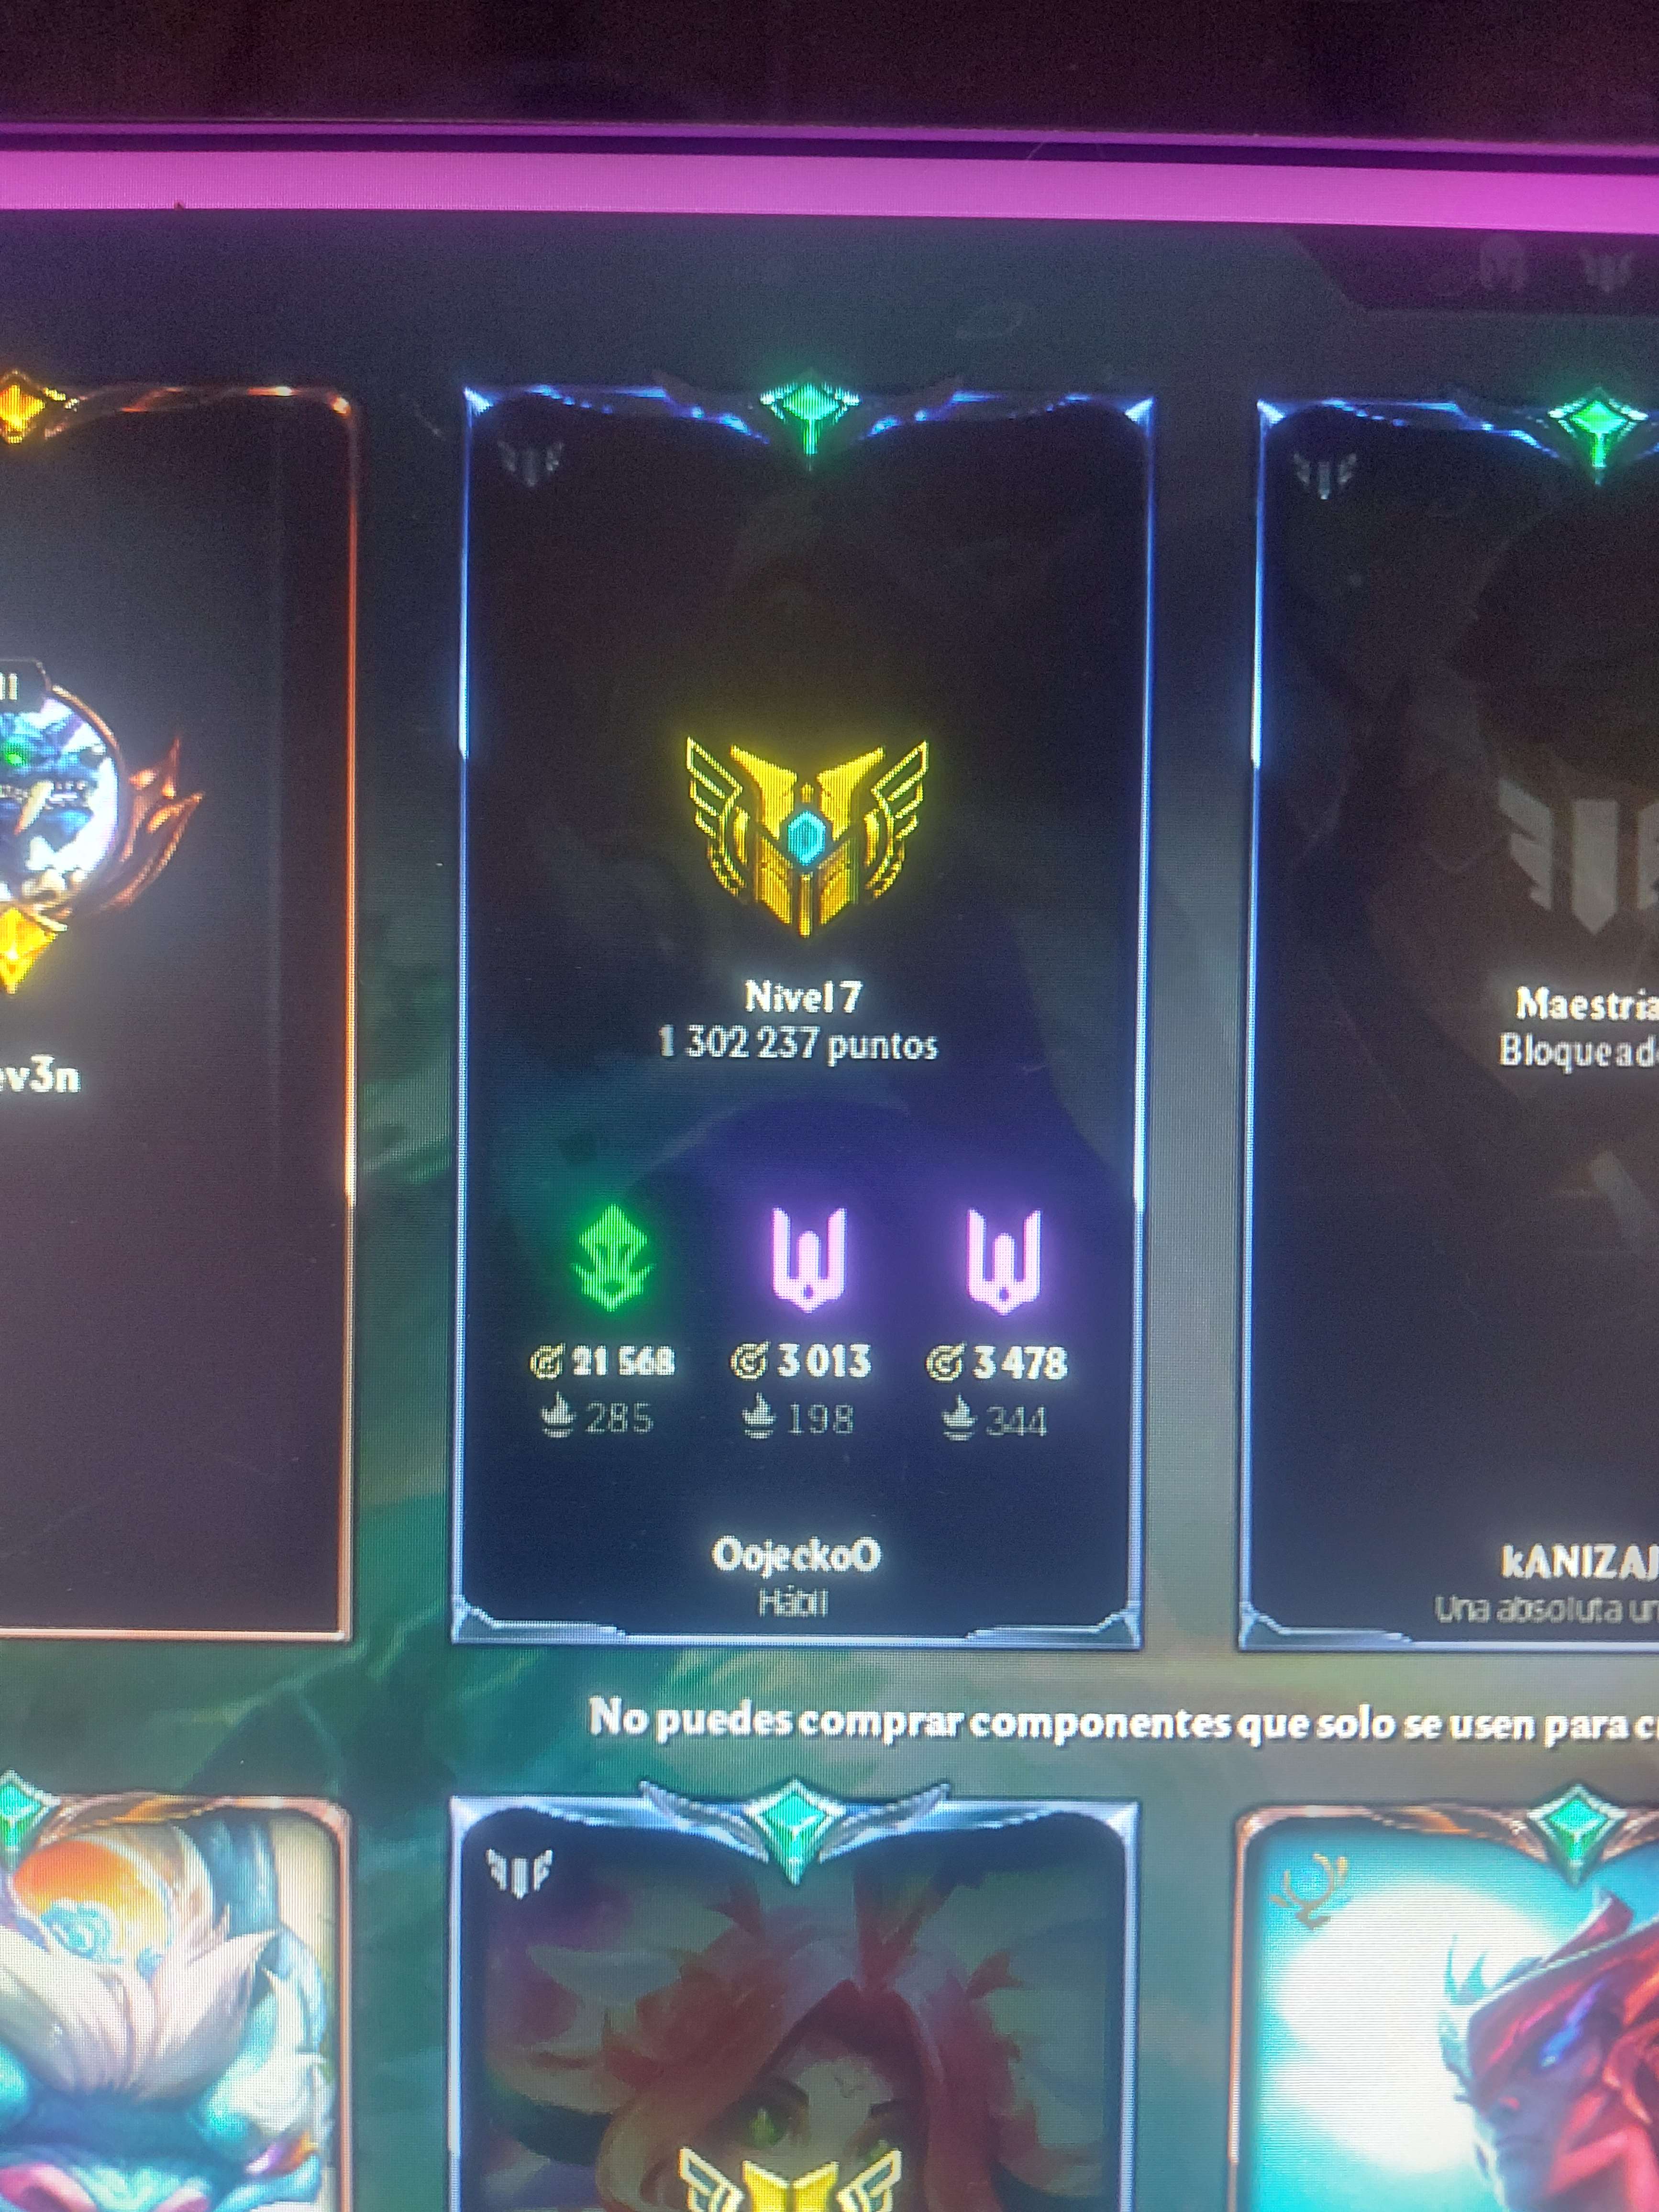 ev3n
Nivel 7
1 302 237 puntos
21 568
3 013
3 478
285
198
344
OojeckoO
Hábil
Maestría
Bloquead
kANIZAJ
Una absoluta un
No puedes comprar componentes que solo se usen para c